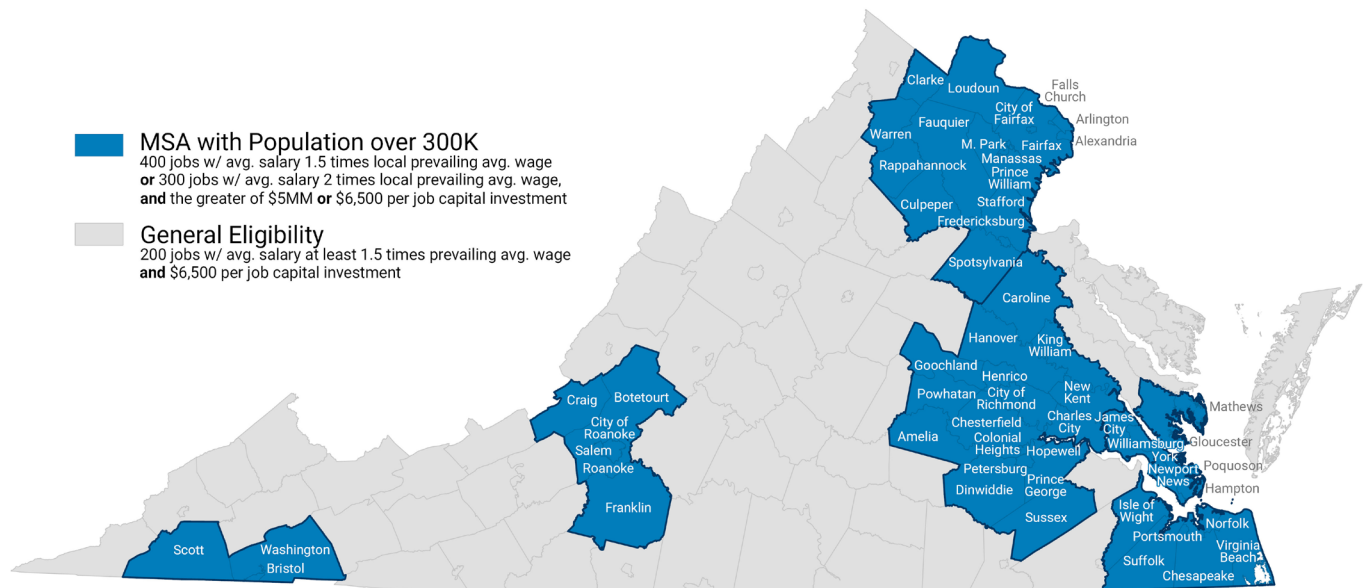 MSA with Population over 300K
400 jobs w/ avg. salary 1.5 times local prevailing avg. wage
or 300 jobs w/ avg. salary 2 times local prevailing avg. wage,
and the greater of $5MM or $6,500 per job capital investment
General Eligibility
200 jobs w/ avg. salary at least 1.5 times prevailing avg. wage
and $6,500 per job capital investment
Clarke
Loudoun
Falls
Church
City of
Fairfax
Arlington
Fauquier
Warren
Alexandria
M. Park
Fairfax
Manassas
Rappahannock
Prince
William
Culpeper
Stafford
Fredericksburg
Spotsylvania
Caroline
Hanover
King
William
Goochland
Henrico
Powhatan
City of
Richmond
New
Kent
Craig
Botetourt
Mathews
Charles
City
James
City
Chesterfield
City of
Roanoke
Amelia
Colonial
Heights
Williamsburg
Gloucester
Salem
Hopewell
York
Roanoke
Petersburg
Newport
News
Poquoson
Prince
George
Dinwiddie
Hampton
Franklin
Isle of
Wight
Sussex
Norfolk
Portsmouth
Scott
Washington
Virginia
Beach
Suffolk
Bristol
Chesapeake